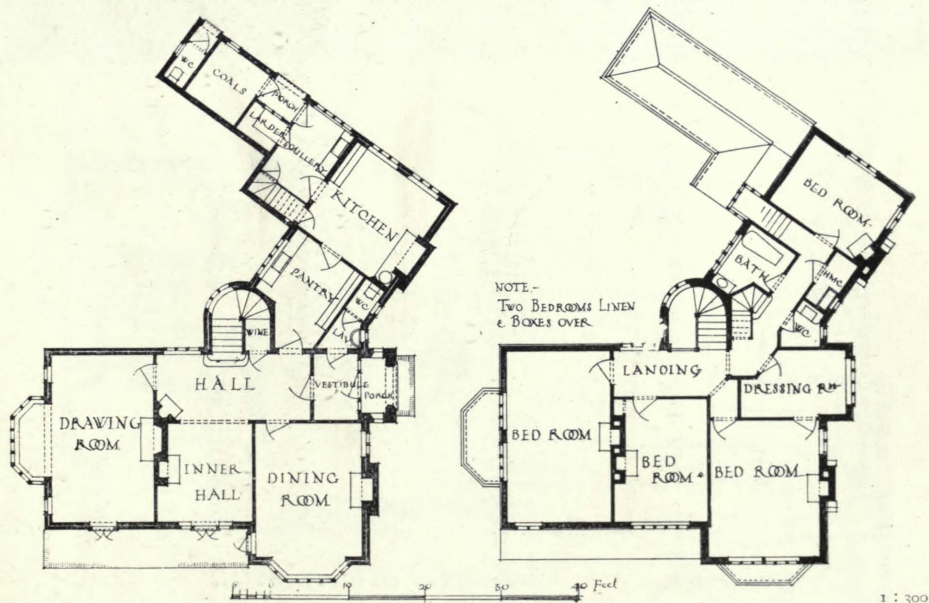 W.C.
COALS
PORCH
LARDER
SCULLERY
KITCHEN
PANTRY
W.C.
LAV.
WINE
HALL
VESTIBULE
PORCH
DRAWING
ROOM.
INNER
HALL
DINING
ROOM.
BED ROOM-
BATH
H.M.C.
W.C.
NOTE.-
TWO BEDROOMS LINEN
& BOXES OVER
LANDING
DRESSING RM
BED ROOM
BED
ROOM.
BED ROOM
10
20
30
40 Feet
1 : 300